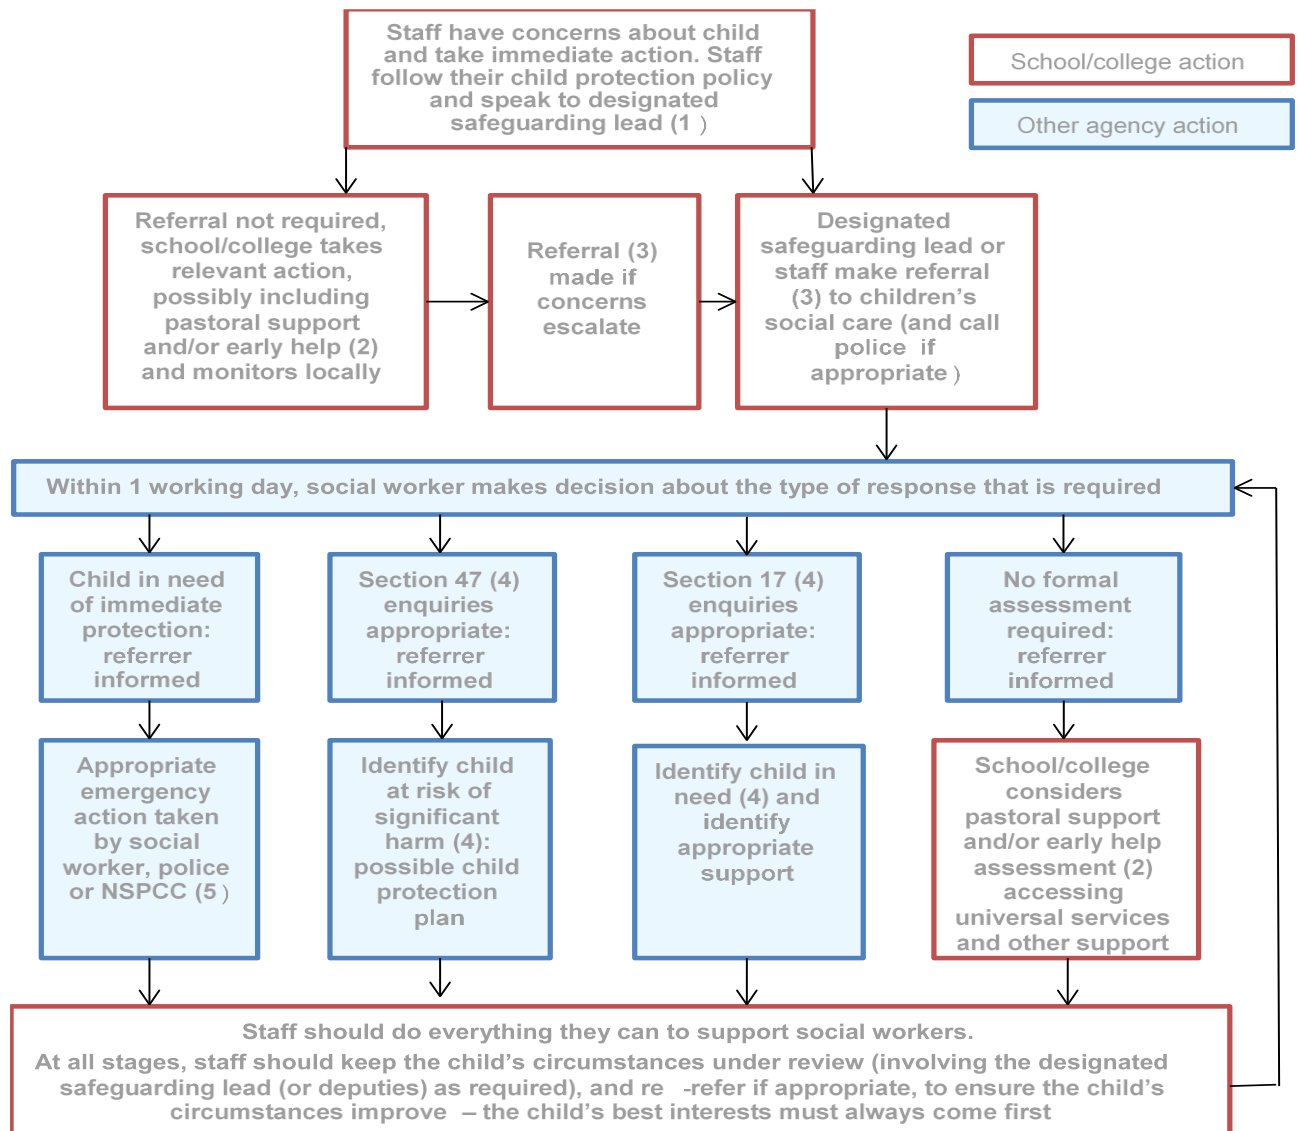 Staff have concerns about child
and take immediate action. Staff
follow their child protection policy
and speak to designated
safeguarding lead (1 )
School/college action
Other agency action
Referral not required,
school/college takes
relevant action,
possibly including
pastoral support
and/or early help (2)
and monitors locally
Referral (3)
made if
concerns
escalate
Designated
safeguarding lead or
staff make referral
(3) to children’s
social care (and call
police if
appropriate )
Within 1 working day, social worker makes decision about the type of response that is required
Child in need
of immediate
protection:
referrer
informed
Section 47 (4)
enquiries
appropriate:
referrer
informed
Section 17 (4)
enquiries
appropriate:
referrer
informed
No formal
assessment
required:
referrer
informed
Appropriate
emergency
action taken
by social
worker, police
or NSPCC (5 )
Identify child
at risk of
significant
harm (4):
possible child
protection
plan
Identify child in
need (4) and
identify
appropriate
support
School/college
considers
pastoral support
and/or early help
assessment (2)
accessing
universal services
and other support
Staff should do everything they can to support social workers.
At all stages, staff should keep the child’s circumstances under review (involving the designated
safeguarding lead (or deputies) as required), and re -refer if appropriate, to ensure the child’s
circumstances improve – the child’s best interests must always come first